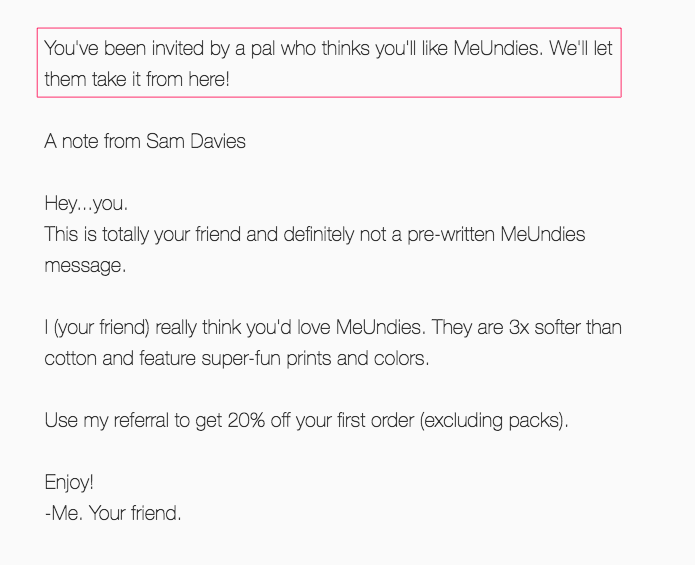 You've been invited by a pal who thinks you'll like MeUndies. We'll let
them take it from here!
A note from Sam Davies
Hey...you.
This is totally your friend and definitely not a pre-written MeUndies
message.
I (your friend) really think you'd love MeUndies. They are 3x softer than
cotton and feature super-fun prints and colors.
Use my referral to get 20% off your first order (excluding packs).
Enjoy!
-Me. Your friend.